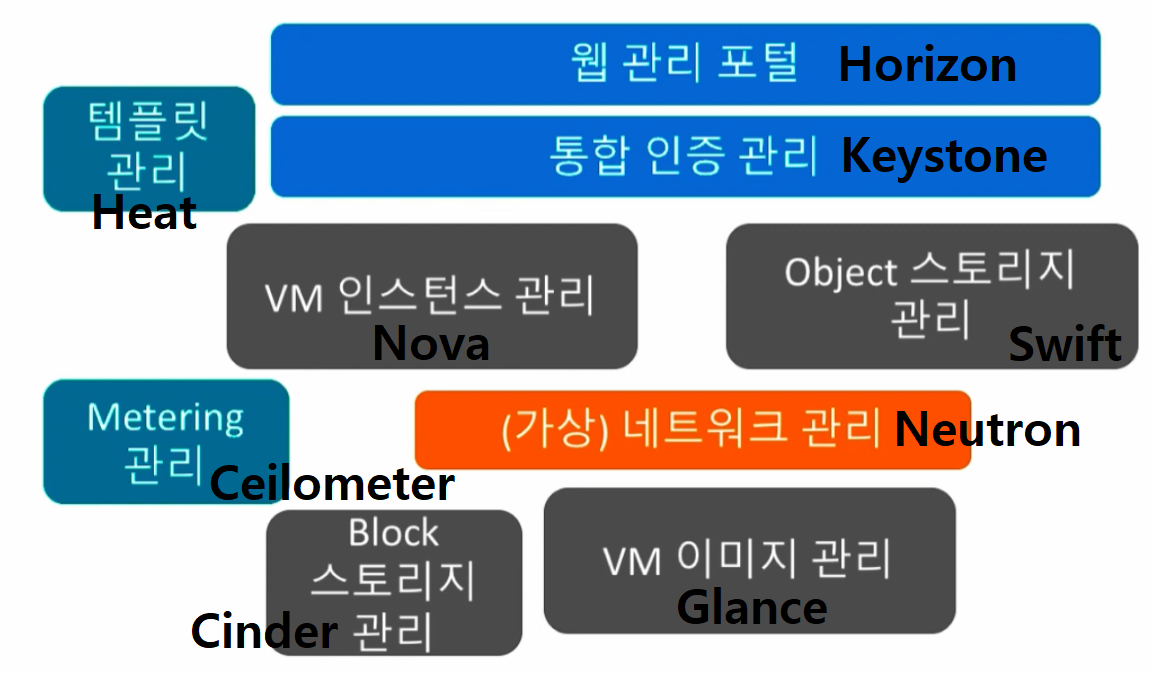 웹 관리 포털 Horizon
템플릿
관리
Heat
통합 인증 관리 Keystone
VM 인스턴스 관리
Nova
Object 스토리지
관리
Swift
Metering
관리
Ceilometer
(가상) 네트워크 관리 Neutron
Block
스토리지
Cinder 관리
VM 이미지 관리
Glance